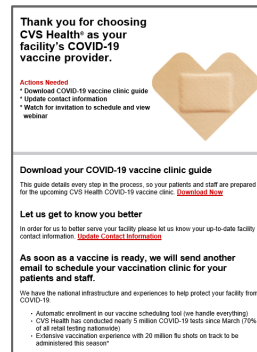 Thank you for choosing
CVS Health® as your
facility's COVID-19
vaccine provider.
Actions Needed
* Download COVID-19 vaccine clinic guide
* Update contact information
* Watch for invitation to schedule and view
webinar
Download your COVID-19 vaccine clinic guide
This guide details every step in the process, so your patients and staff are prepared
for the upcoming CVS Health COVID-19 vaccine clinic. Download Now
Let us get to know you better
In order for us to better serve your facility please let us know your up-to-date facility
contact information. Update Contact Information
As soon as a vaccine is ready, we will send another
email to schedule your vaccination clinic for your
patients and staff.
We have the national infrastructure and experiences to help protect your facility from
COVID-19.
· Automatic enrollment in our vaccine scheduling tool (we handle everything)
· CVS Health has conducted nearly 5 million COVID-19 tests since March (70%
of all retail testing nationwide)
· Extensive vaccination experience with 20 million flu shots on track to be
administered this season*